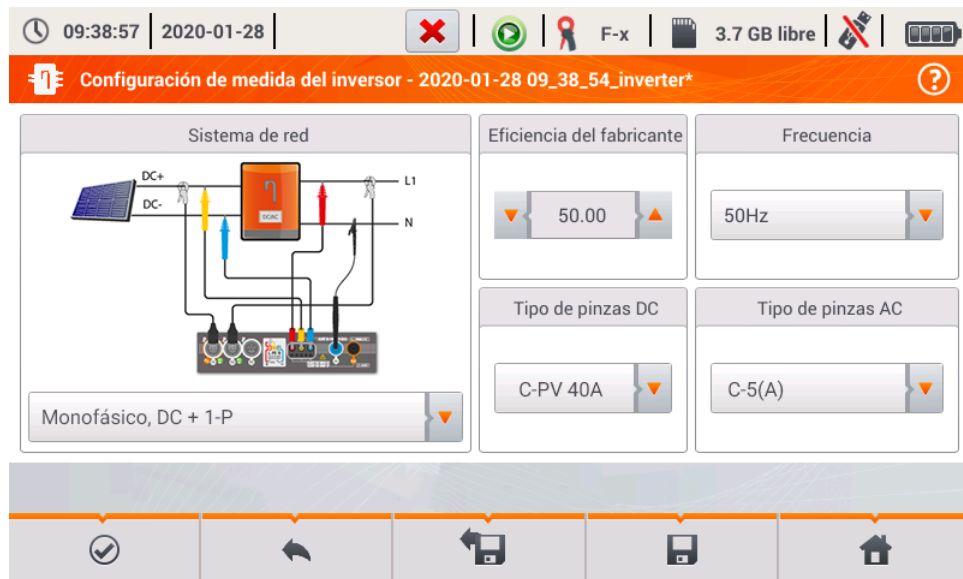 09:38:57 2020-01-28 F-x 3.7 GB libre
Configuración de medida del inversor - 2020-01-28 09_38_54_inverter*
Sistema de red
DC+
DC-
η
DC/AC
L1
N
Monofásico, DC + 1-P
Eficiencia del fabricante
50.00
Frecuencia
50Hz
Tipo de pinzas DC
C-PV 40A
Tipo de pinzas AC
C-5(A)